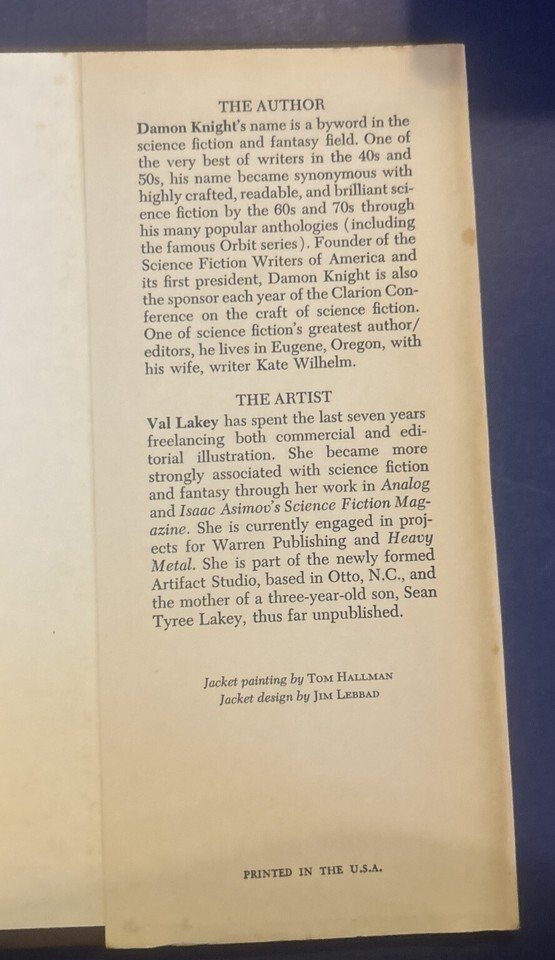 THE AUTHOR
Damon Knight's name is a byword in the
science fiction and fantasy field. One of
the very best of writers in the 40s and
50s, his name became synonymous with
highly crafted, readable, and brilliant sci-
ence fiction by the 60s and 70s through
his many popular anthologies (including
the famous Orbit series). Founder of the
Science Fiction Writers of America and
its first president, Damon Knight is also
the sponsor each year of the Clarion Con-
ference on the craft of science fiction.
One of science fiction's greatest author/
editors, he lives in Eugene, Oregon, with
his wife, writer Kate Wilhelm.
THE ARTIST
Val Lakey has spent the last seven years
freelancing both commercial and edi-
torial illustration. She became more
strongly associated with science fiction
and fantasy through her work in Analog
and Isaac Asimov's Science Fiction Mag-
azine. She is currently engaged in proj-
ects for Warren Publishing and Heavy
Metal. She is part of the newly formed
Artifact Studio, based in Otto, N.C., and
the mother of a three-year-old son, Sean
Tyree Lakey, thus far unpublished.
Jacket painting by TOM HALLMAN
Jacket design by JIM LEBBAD
PRINTED IN THE U.S.A.